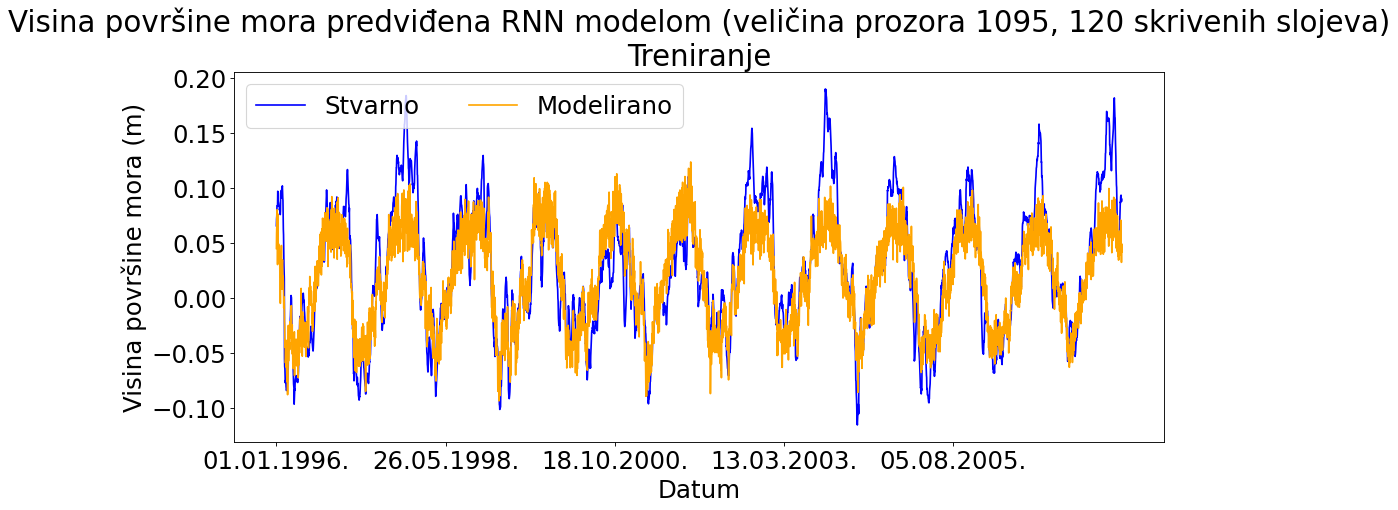 Visina površine mora predviđena RNN modelom (veličina prozora 1095, 120 skrivenih slojeva)
Treniranje
Stvarno Modelirano
Visina površine mora (m)
0.20
0.15
0.10
0.05
0.00
−0.05
−0.10
01.01.1996. 26.05.1998. 18.10.2000. 13.03.2003. 05.08.2005.
Datum